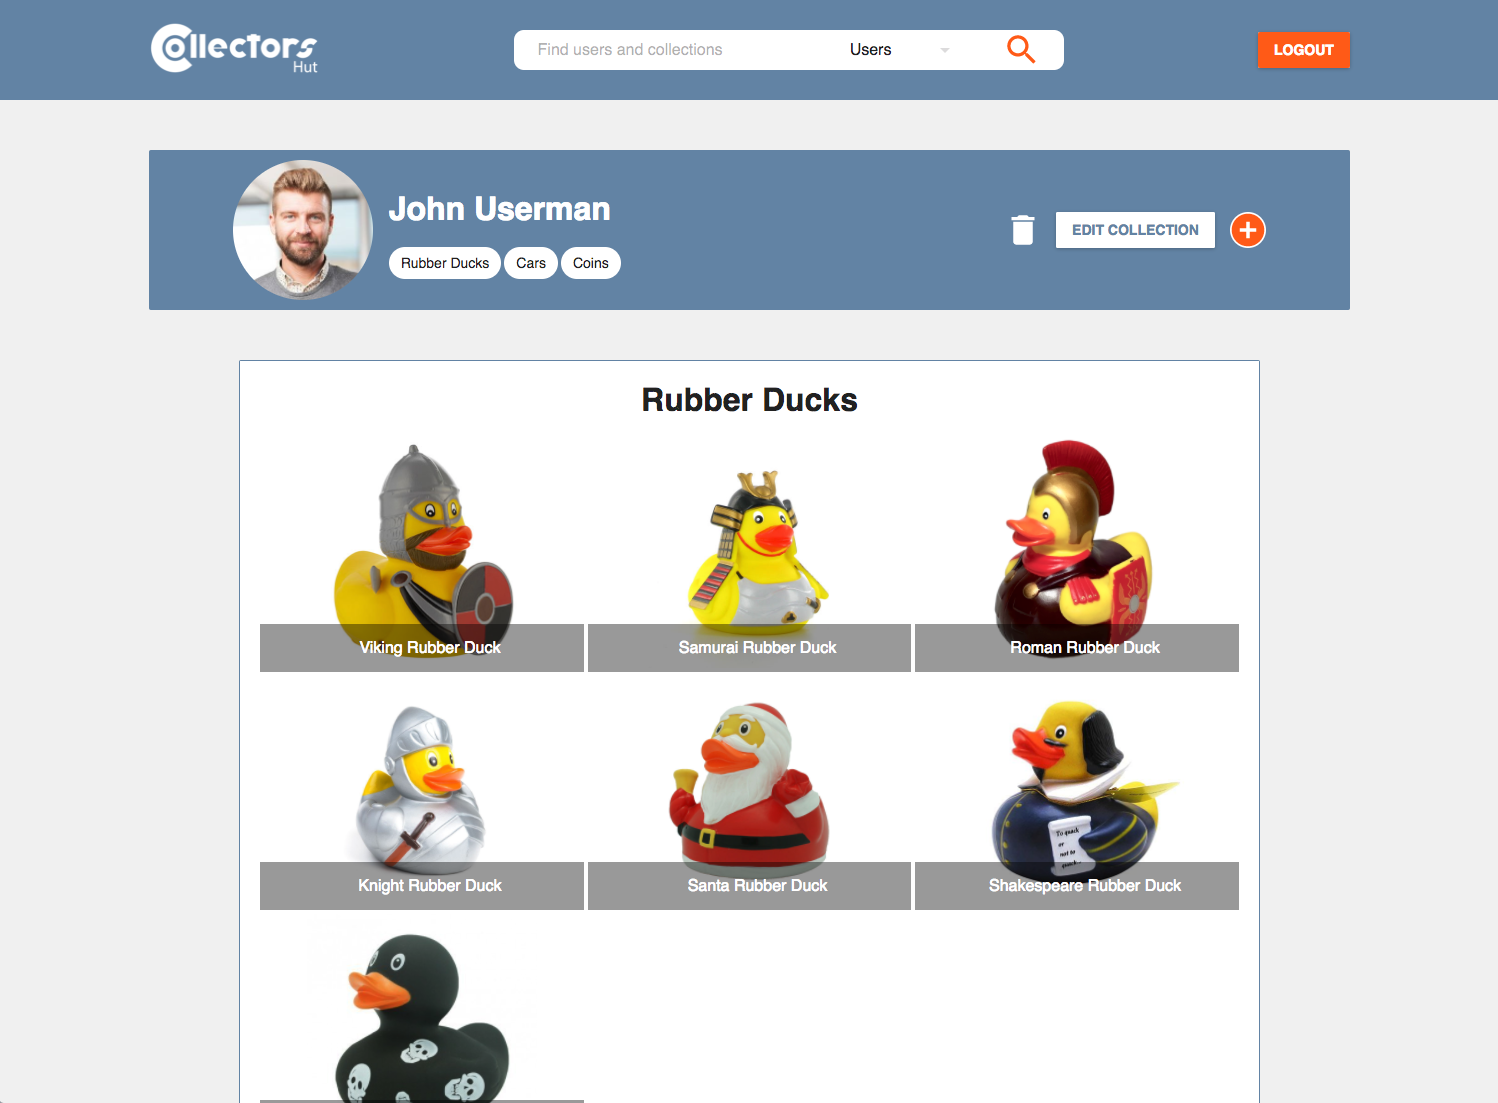 Collectors
Hut
Find users and collections
Users
LOGOUT
John Userman
Rubber Ducks
Cars
Coins
EDIT COLLECTION
Rubber Ducks
Viking Rubber Duck
Samurai Rubber Duck
Roman Rubber Duck
To quack
or
not to
quack...
Knight Rubber Duck
Santa Rubber Duck
Shakespeare Rubber Duck